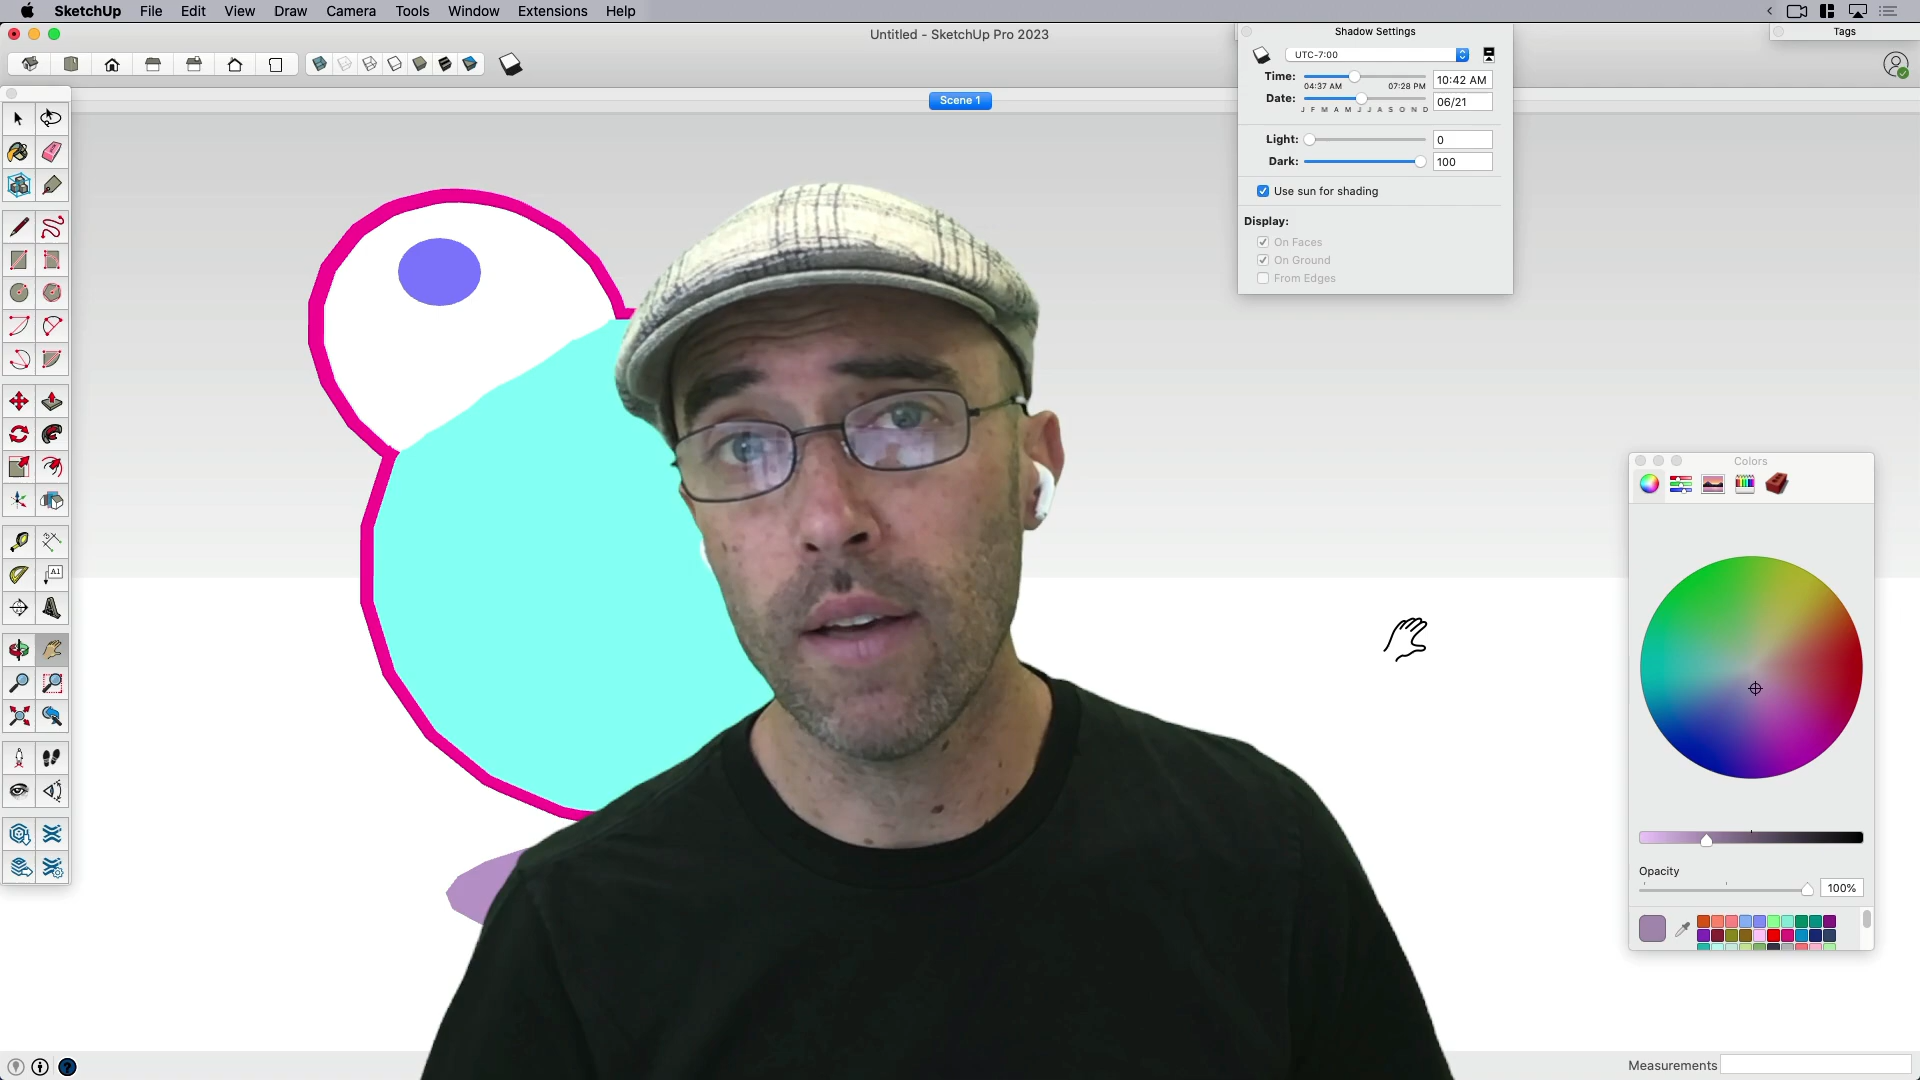 SketchUp File Edit View Draw Camera Tools Window Extensions Help
Untitled - SketchUp Pro 2023
Shadow Settings
Tags
UTC-7:00
Time:
10:42 AM
04:37 AM 07:28 PM
Date:
06/21
J F M A M J J A S O N D
Scene 1
Light:
0
Dark:
100
Use sun for shading
Display:
On Faces
On Ground
From Edges
Colors
A1
Opacity
100%
Measurements